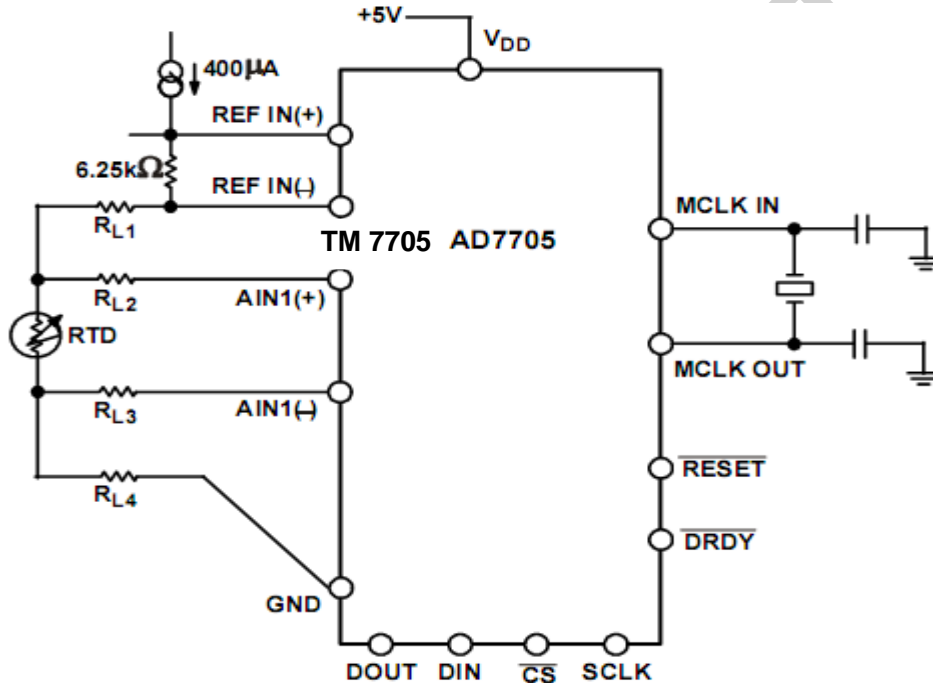 +5V
VDD
400µA
REF IN(+)
6.25kΩ
REF IN(-)
RL1
MCLK IN
TM 7705 AD7705
RL2
AIN1(+)
RTD
MCLK OUT
RL3
AIN1(-)
RESET
RL4
DRDY
GND
DOUT DIN CS SCLK